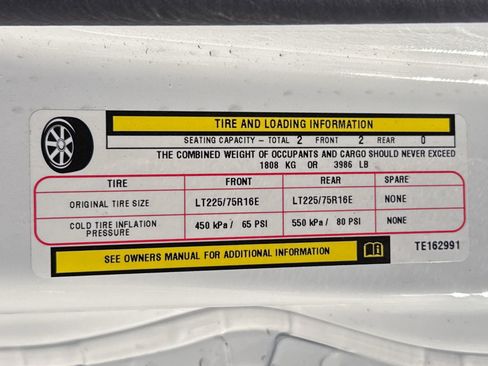 TIRE AND LOADING INFORMATION
SEATING CAPACITY – TOTAL 2 FRONT 2 REAR 0
THE COMBINED WEIGHT OF OCCUPANTS AND CARGO SHOULD NEVER EXCEED
1808 KG OR 3986 LB
TIRE FRONT REAR SPARE
ORIGINAL TIRE SIZE LT225/75R16E LT225/75R16E NONE
COLD TIRE INFLATION
PRESSURE 450 kPa / 65 PSI 550 kPa / 80 PSI NONE
SEE OWNERS MANUAL FOR ADDITIONAL INFORMATION
TE162991